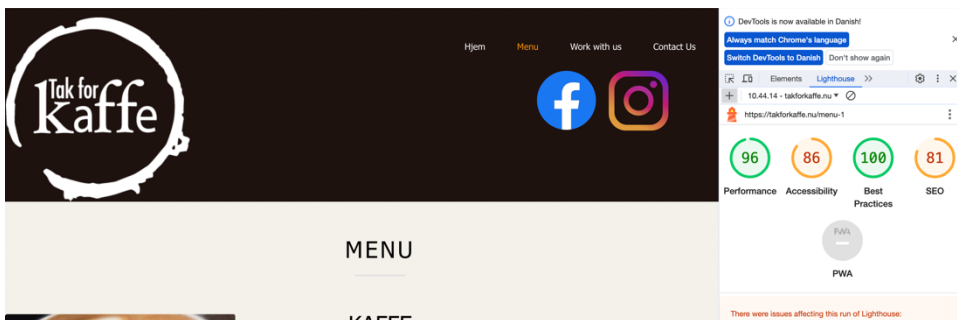 Tak for
Kaffe
Hjem Menu Work with us Contact Us
MENU
KAFFE
DevTools is now available in Danish!
Always match Chrome's language
Switch DevTools to Danish Don't show again
Elements Lighthouse
10.44.14 - takforkaffe.nu
https://takforkaffe.nu/menu-1
96 86 100 81
Performance Accessibility Best Practices SEO
PWA
PWA
There were issues affecting this run of Lighthouse: